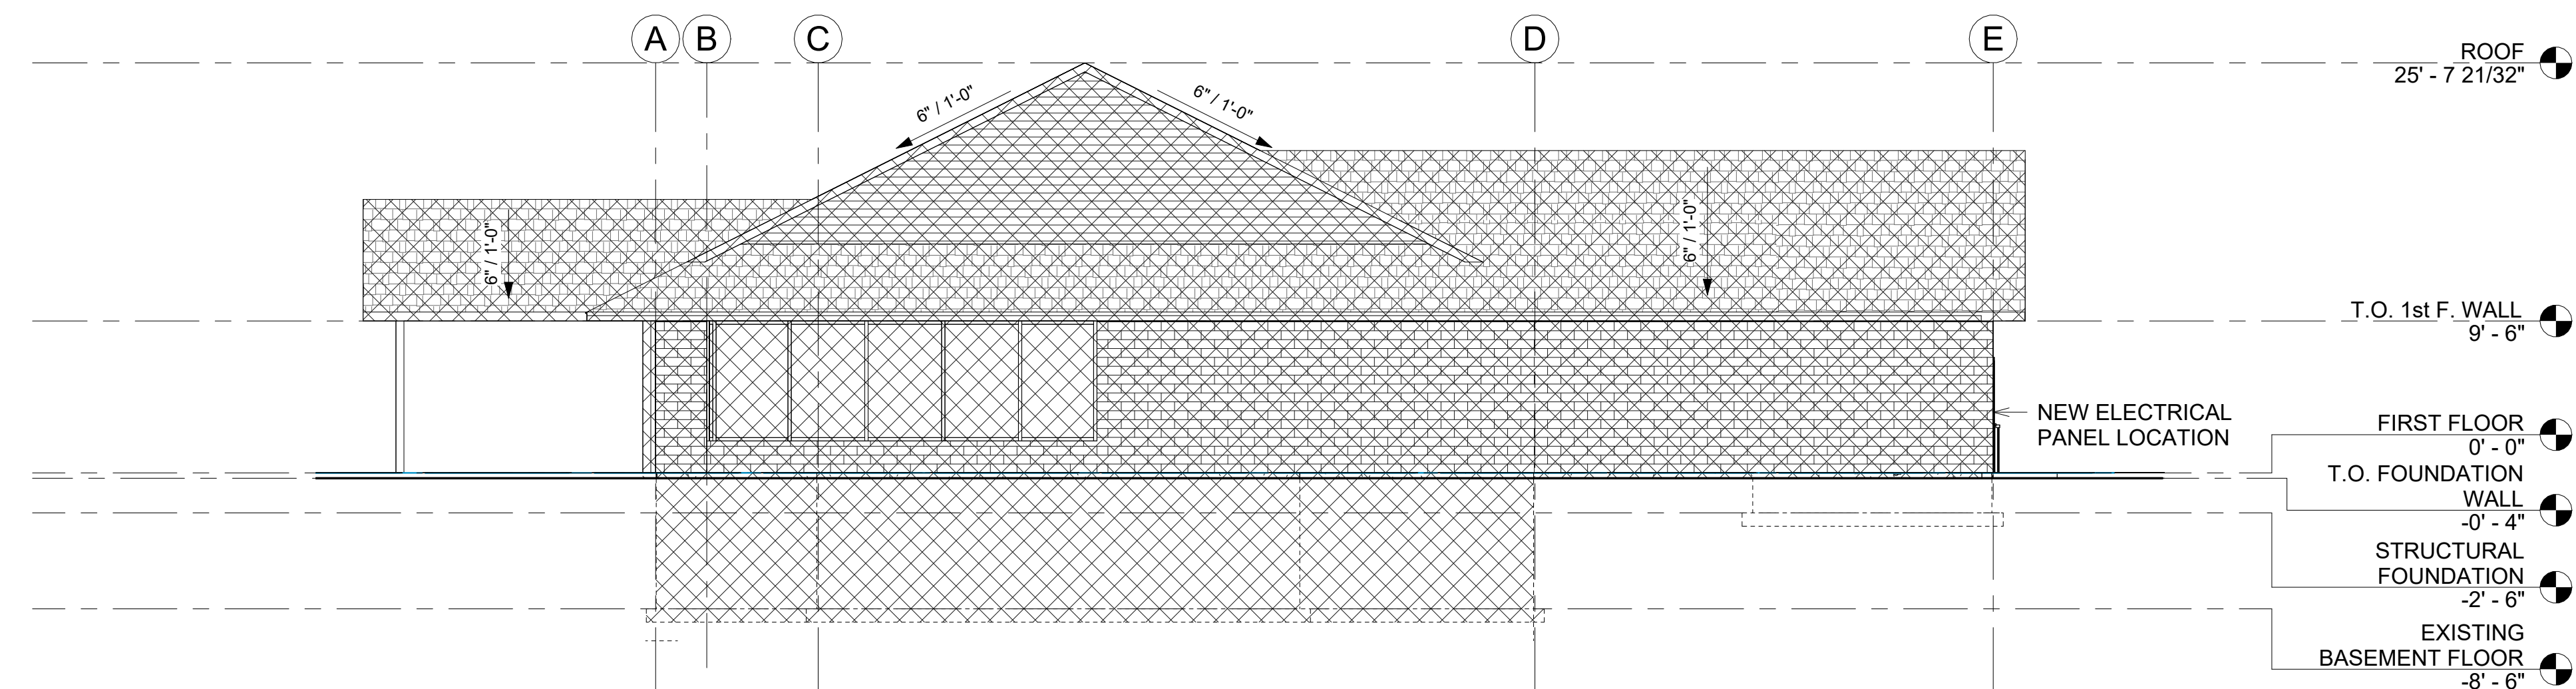 A B C D E
ROOF
25' - 7 21/32"
6" / 1'-0"
6" / 1'-0"
6" / 1'-0"
6" / 1'-0"
T.O. 1st F. WALL
9' - 6"
NEW ELECTRICAL
PANEL LOCATION
FIRST FLOOR
0' - 0"
T.O. FOUNDATION
WALL
-0' - 4"
STRUCTURAL
FOUNDATION
-2' - 6"
EXISTING
BASEMENT FLOOR
-8' - 6"